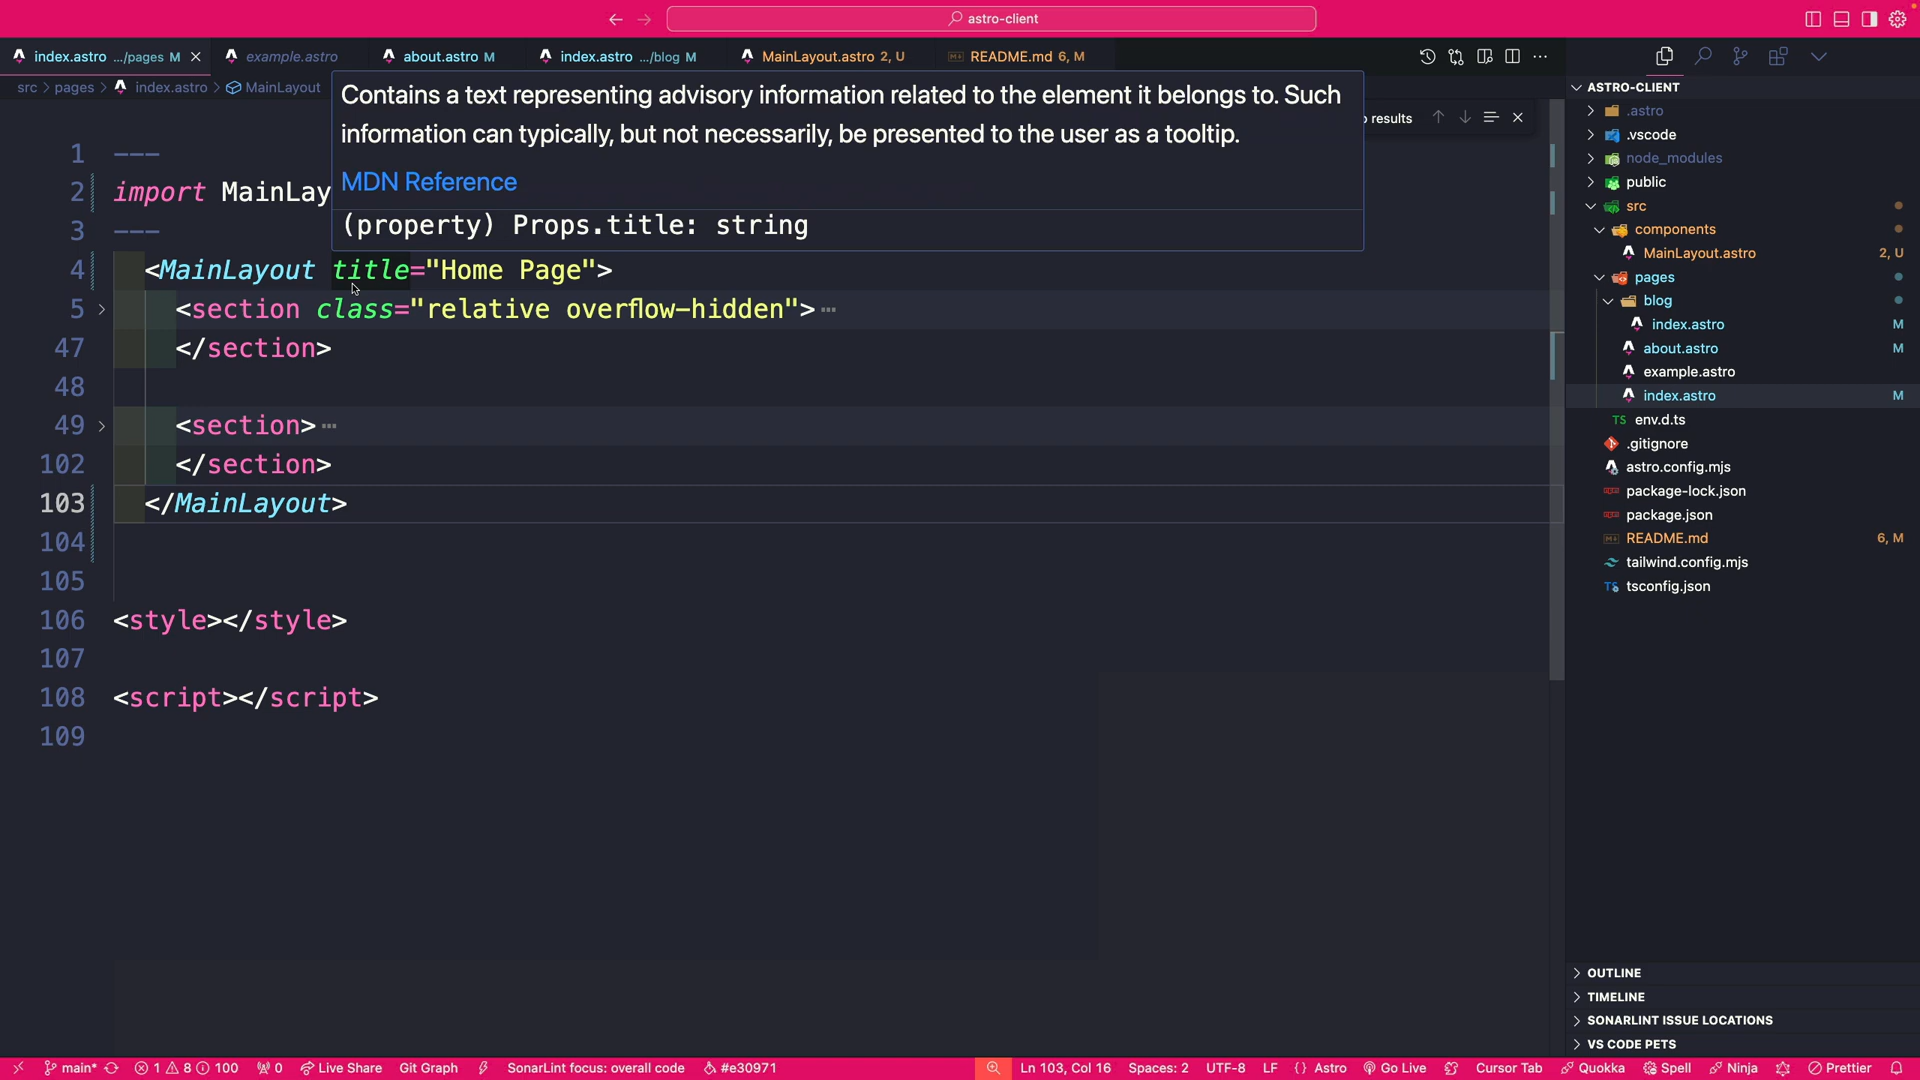 astro-client
index.astro .../pages M
example.astro
about.astro M
index.astro .../blog M
MainLayout.astro 2, U
README.md 6, M
src > pages > index.astro > MainLayout
Contains a text representing advisory information related to the element it belongs to. Such
information can typically, but not necessarily, be presented to the user as a tooltip.
MDN Reference
(property) Props.title: string
results
1 ---
2 import MainLay
3 ---
4 <MainLayout title="Home Page">
5 <section class="relative overflow-hidden">
47 </section>
48
49 <section>
102 </section>
103 </MainLayout>
104
105
106 <style></style>
107
108 <script></script>
109
ASTRO-CLIENT
.astro
.vscode
node_modules
public
src
components
MainLayout.astro 2, U
pages
blog
index.astro M
about.astro M
example.astro
index.astro M
TS env.d.ts
.gitignore
astro.config.mjs
package-lock.json
package.json
README.md 6, M
tailwind.config.mjs
TS tsconfig.json
OUTLINE
TIMELINE
SONARLINT ISSUE LOCATIONS
VS CODE PETS
main* 1 8 100 0 Live Share Git Graph SonarLint focus: overall code #e30971 Ln 103, Col 16 Spaces: 2 UTF-8 LF {} Astro Go Live Cursor Tab Quokka Spell Ninja Prettier